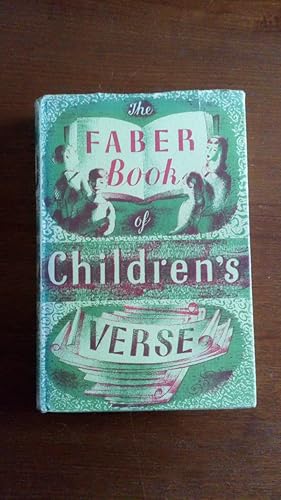 The
FABER
Book
of
Children's
VERSE